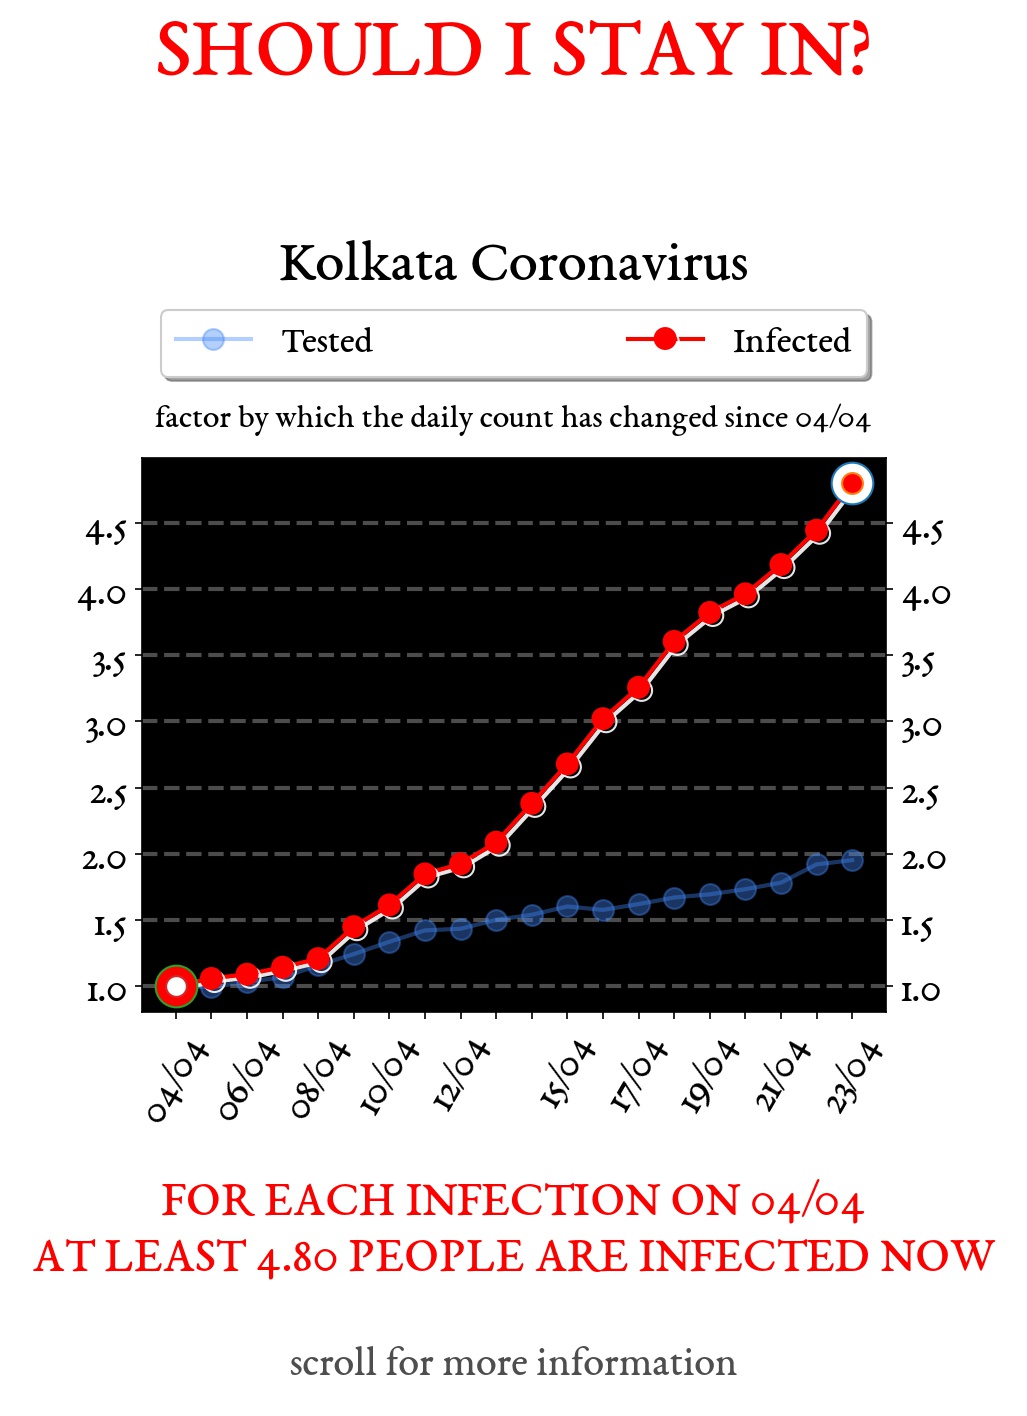 SHOULD I STAY IN?
Kolkata Coronavirus
Tested Infected
factor by which the daily count has changed since 04/04
4.5 4.5
4.0 4.0
3.5 3.5
3.0 3.0
2.5 2.5
2.0 2.0
1.5 1.5
1.0 1.0
04/04 06/04 08/04 10/04 12/04 15/04 17/04 19/04 21/04 23/04
FOR EACH INFECTION ON 04/04
AT LEAST 4.80 PEOPLE ARE INFECTED NOW
scroll for more information